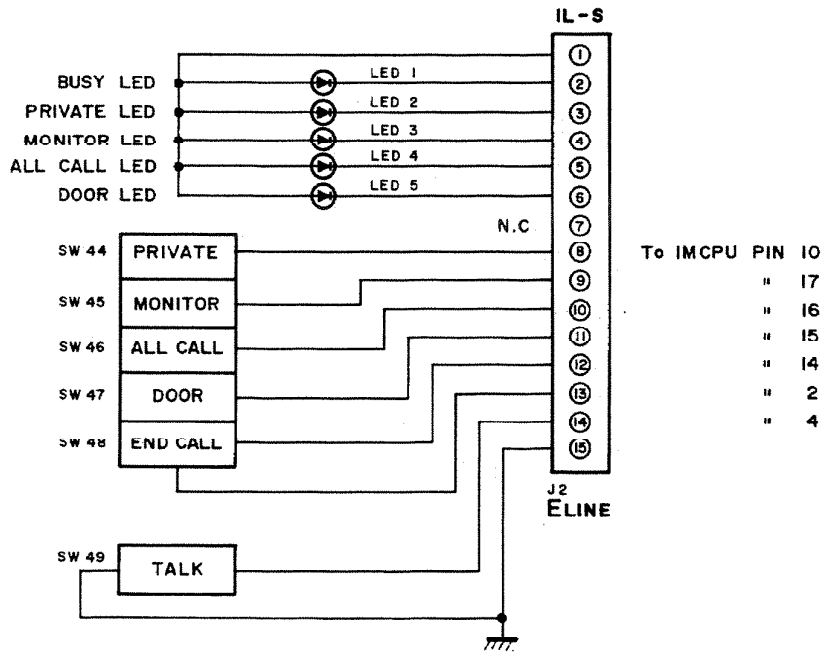 IL-S
①
BUSY LED LED 1 ②
PRIVATE LED LED 2 ③
MONITOR LED LED 3 ④
ALL CALL LED LED 4 ⑤
DOOR LED LED 5 ⑥
N.C ⑦
SW 44 PRIVATE ⑧ To IMCPU PIN 10
SW 45 MONITOR ⑨ " 17
SW 46 ALL CALL ⑩ " 16
SW 47 DOOR ⑪ " 15
SW 48 END CALL ⑫ " 14
⑬ " 2
⑭ " 4
⑮
J2
ELINE
SW 49 TALK